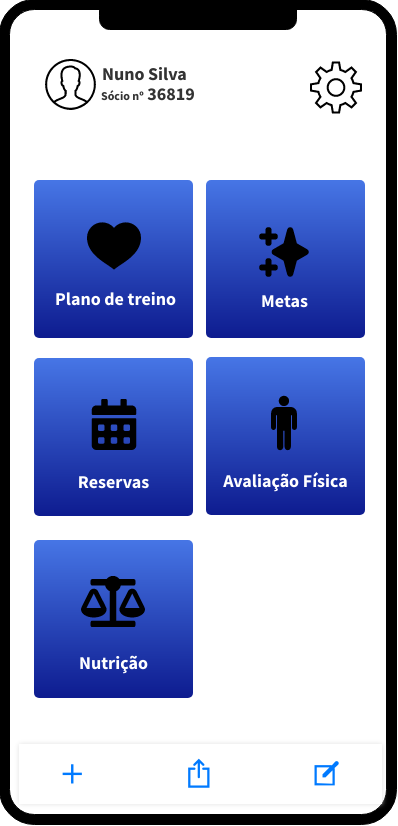 Nuno Silva
Sócio nº 36819
Plano de treino
Metas
Reservas
Avaliação Física
Nutrição